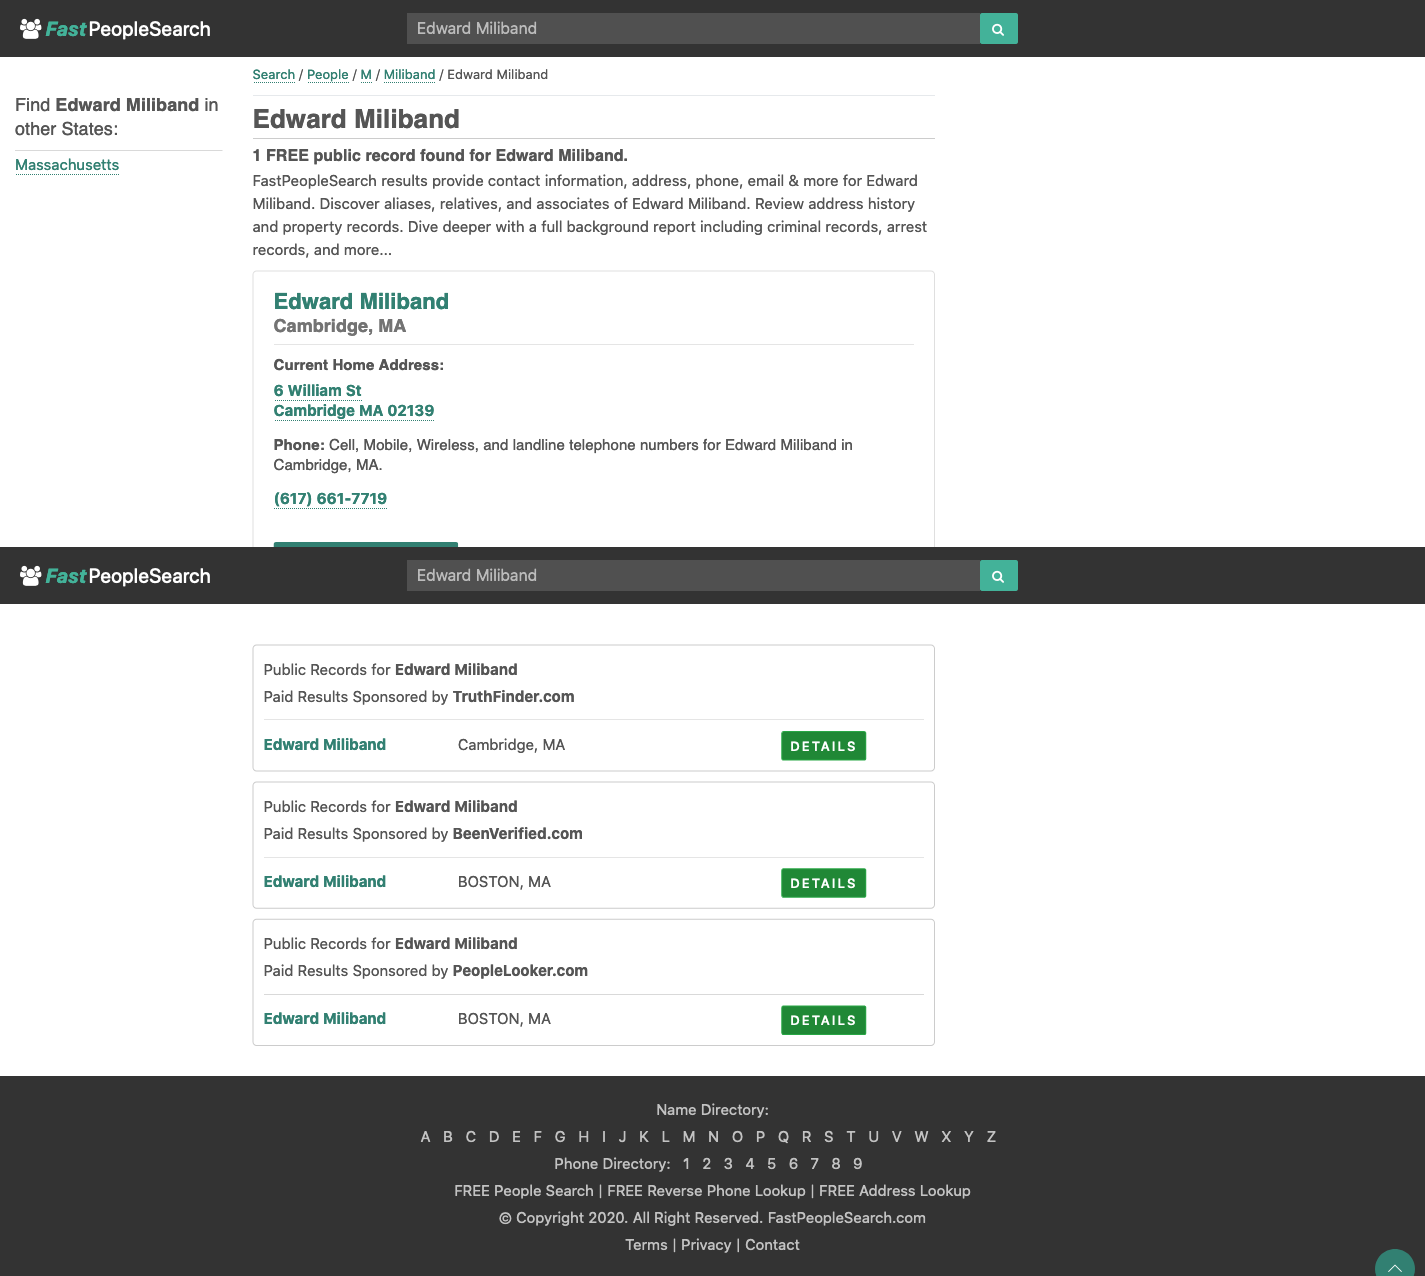 FastPeopleSearch
Edward Miliband
Search / People / M / Miliband / Edward Miliband
Find Edward Miliband in
other States:
Massachusetts
Edward Miliband
1 FREE public record found for Edward Miliband.
FastPeopleSearch results provide contact information, address, phone, email & more for Edward
Miliband. Discover aliases, relatives, and associates of Edward Miliband. Review address history
and property records. Dive deeper with a full background report including criminal records, arrest
records, and more...
Edward Miliband
Cambridge, MA
Current Home Address:
6 William St
Cambridge MA 02139
Phone: Cell, Mobile, Wireless, and landline telephone numbers for Edward Miliband in
Cambridge, MA.
(617) 661-7719
FastPeopleSearch
Edward Miliband
Public Records for Edward Miliband
Paid Results Sponsored by TruthFinder.com
Edward Miliband Cambridge, MA DETAILS
Public Records for Edward Miliband
Paid Results Sponsored by BeenVerified.com
Edward Miliband BOSTON, MA DETAILS
Public Records for Edward Miliband
Paid Results Sponsored by PeopleLooker.com
Edward Miliband BOSTON, MA DETAILS
Name Directory:
A B C D E F G H I J K L M N O P Q R S T U V W X Y Z
Phone Directory: 1 2 3 4 5 6 7 8 9
FREE People Search | FREE Reverse Phone Lookup | FREE Address Lookup
© Copyright 2020. All Right Reserved. FastPeopleSearch.com
Terms | Privacy | Contact